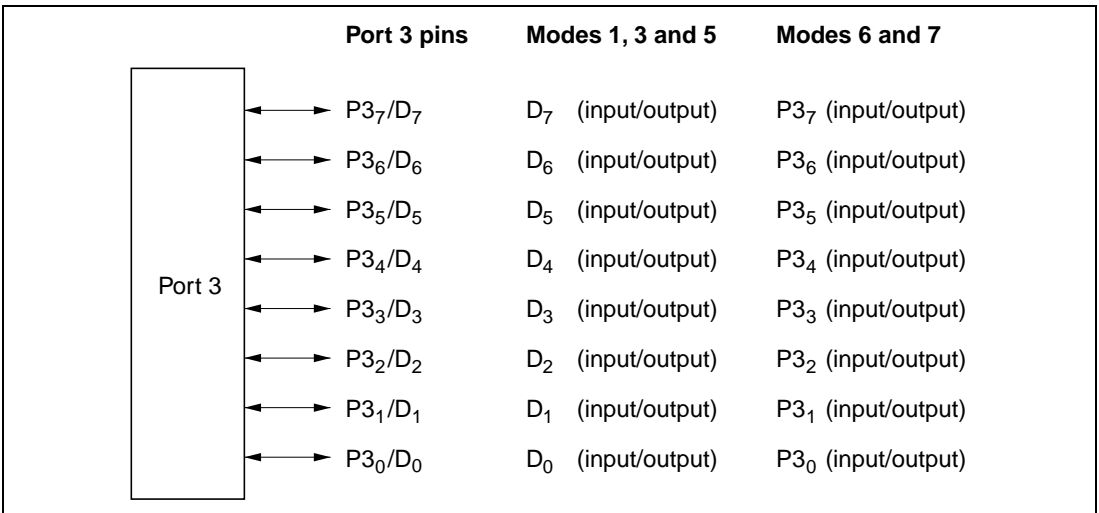 Port 3 pins Modes 1, 3 and 5 Modes 6 and 7
P3₇/D₇ D₇ (input/output) P3₇ (input/output)
P3₆/D₆ D₆ (input/output) P3₆ (input/output)
P3₅/D₅ D₅ (input/output) P3₅ (input/output)
P3₄/D₄ D₄ (input/output) P3₄ (input/output)
Port 3
P3₃/D₃ D₃ (input/output) P3₃ (input/output)
P3₂/D₂ D₂ (input/output) P3₂ (input/output)
P3₁/D₁ D₁ (input/output) P3₁ (input/output)
P3₀/D₀ D₀ (input/output) P3₀ (input/output)